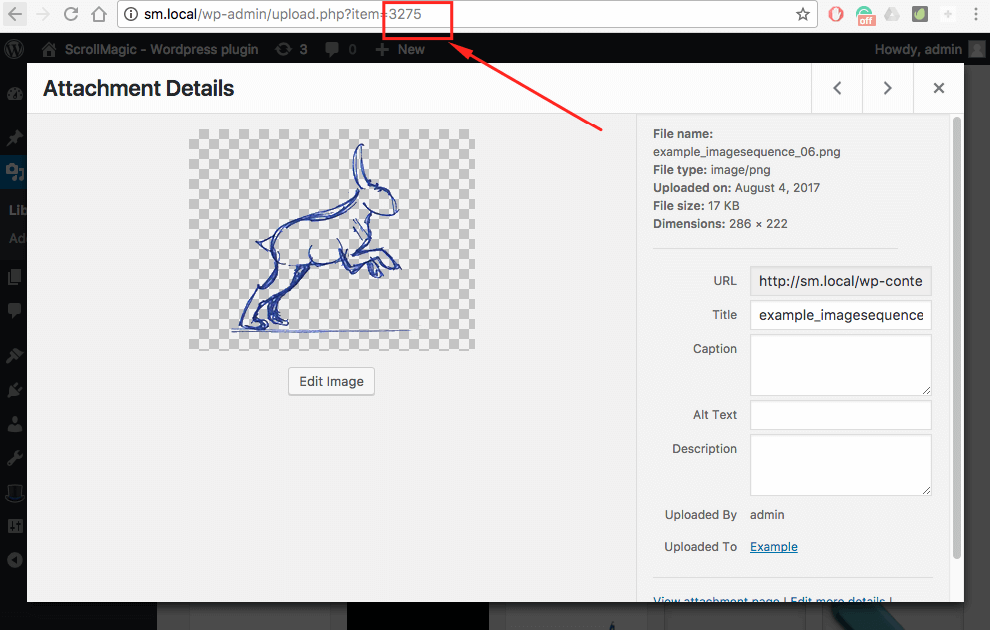 sm.local/wp-admin/upload.php?item=3275
off
ScrollMagic - Wordpress plugin 3 0 New Howdy, admin
Attachment Details
File name:
example_imagesequence_06.png
File type: image/png
Uploaded on: August 4, 2017
File size: 17 KB
Dimensions: 286 × 222
Lib
Ad
URL http://sm.local/wp-conte
Title example_imagesequence
Caption
Edit Image
Alt Text
Description
Uploaded By admin
Uploaded To Example
View attachment page | Edit more details |